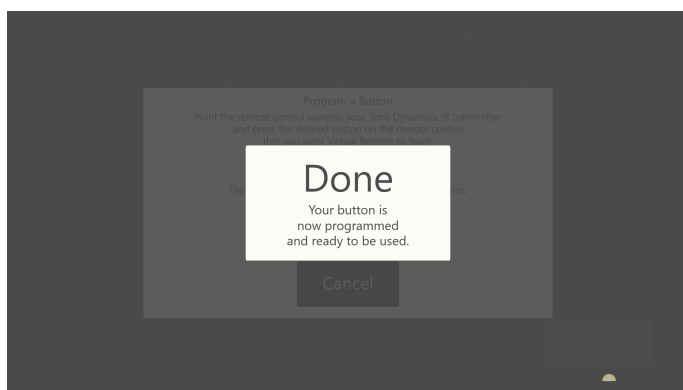 Program a Button
Point the remote control towards your Tobii Dynavox's IR transmitter
and press the desired button on the remote control
that you want Virtual Remote to learn
The
nds.
Done
Your button is
now programmed
and ready to be used.
Cancel